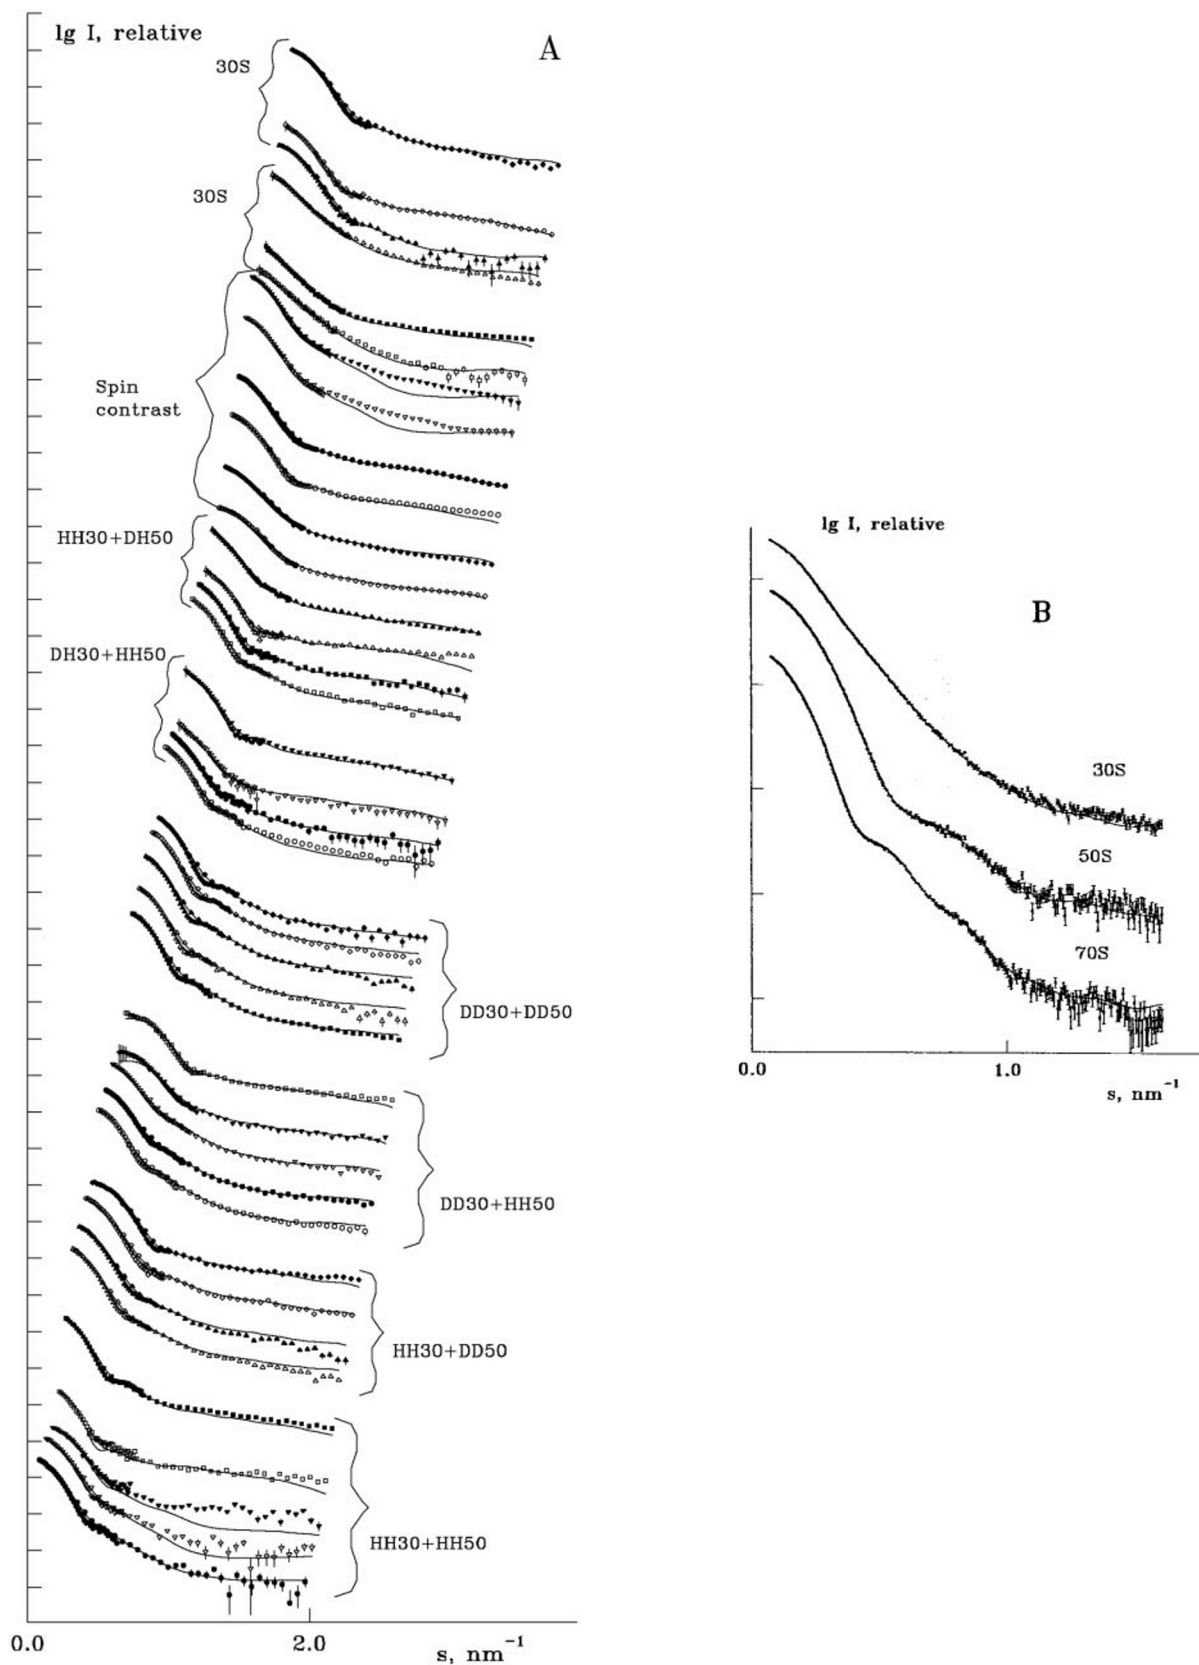 lg I, relative
A
30S
30S
Spin
contrast
HH30+DH50
DH30+HH50
DD30+DD50
DD30+HH50
HH30+DD50
HH30+HH50
0.0
2.0
s, nm⁻¹
lg I, relative
B
30S
50S
70S
0.0
1.0
s, nm⁻¹